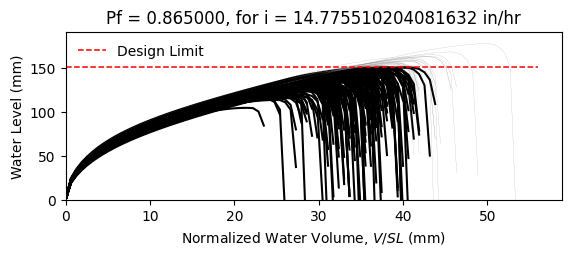 Pf = 0.865000, for i = 14.775510204081632 in/hr
Design Limit
Water Level (mm)
150
100
50
0
0 10 20 30 40 50
Normalized Water Volume, V/SL (mm)